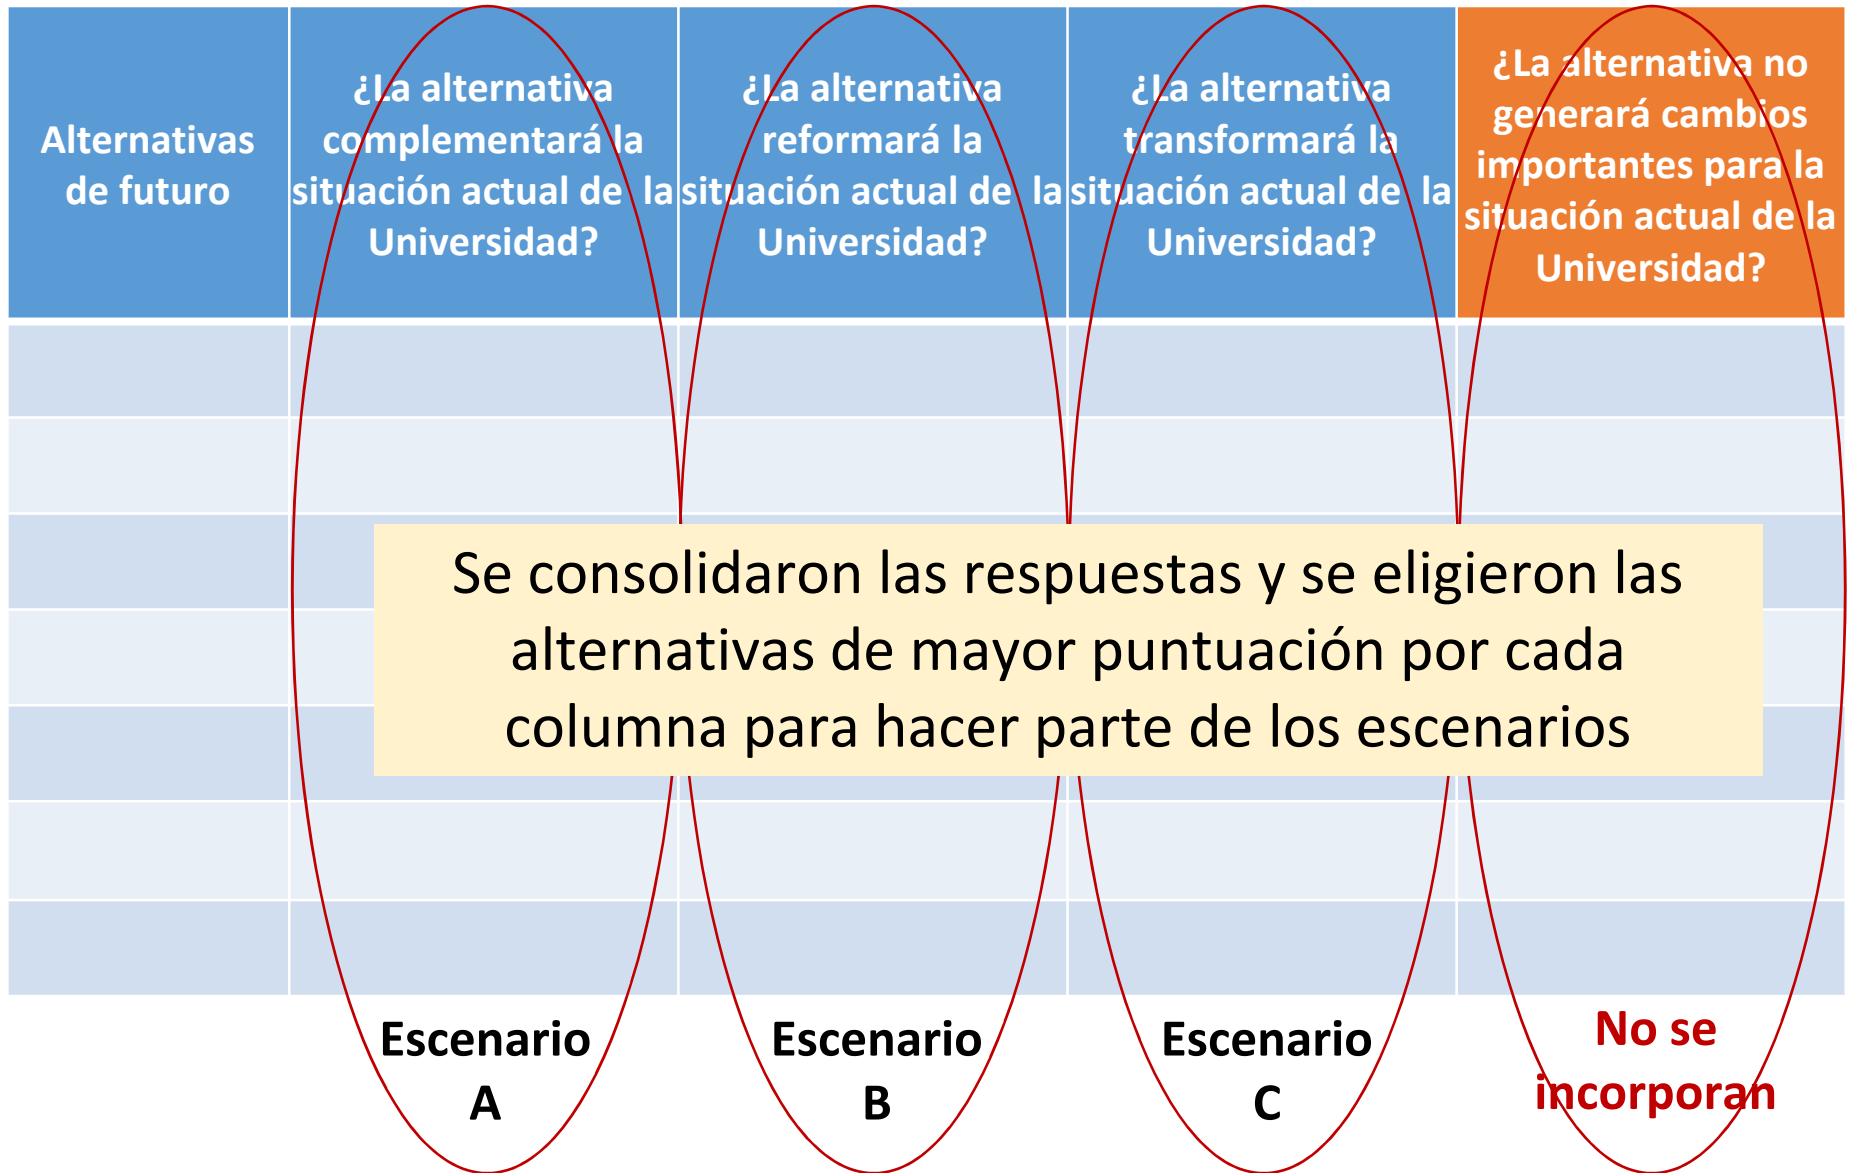 Alternativas
de futuro
¿La alternativa
complementará la
situación actual de la
Universidad?
¿La alternativa
reformará la
situación actual de la
Universidad?
¿La alternativa
transformará la
situación actual de la
Universidad?
¿La alternativa no
generará cambios
importantes para la
situación actual de la
Universidad?
Se consolidaron las respuestas y se eligieron las
alternativas de mayor puntuación por cada
columna para hacer parte de los escenarios
Escenario
A
Escenario
B
Escenario
C
No se
incorporan